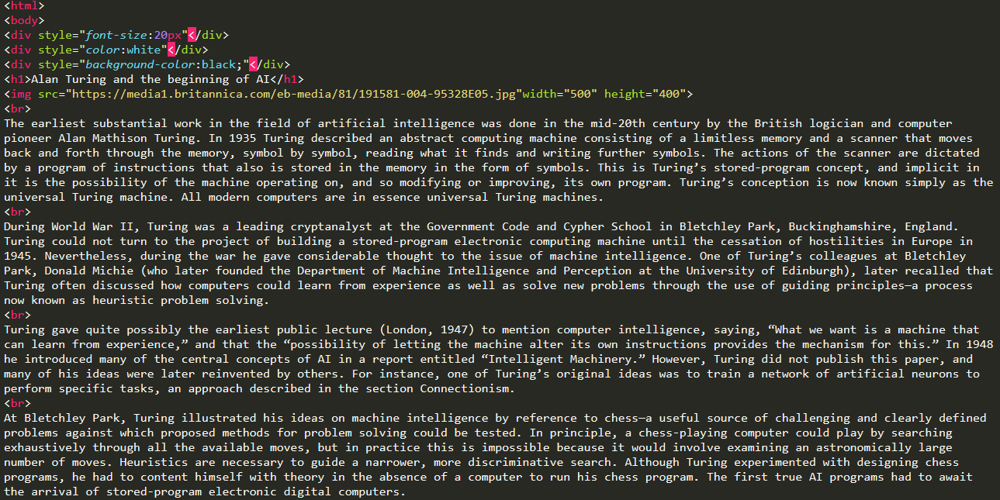 <html>
<body>
<div style="font-size:20px"</div>
<div style="color:white"</div>
<div style="background-color:black;"</div>
<h1>Alan Turing and the beginning of AI</h1>
<img src="https://media1.britannica.com/eb-media/81/191581-004-95328E05.jpg"width="500" height="400">
<br>
The earliest substantial work in the field of artificial intelligence was done in the mid-20th century by the British logician and computer
pioneer Alan Mathison Turing. In 1935 Turing described an abstract computing machine consisting of a limitless memory and a scanner that moves
back and forth through the memory, symbol by symbol, reading what it finds and writing further symbols. The actions of the scanner are dictated
by a program of instructions that also is stored in the memory in the form of symbols. This is Turing’s stored-program concept, and implicit in
it is the possibility of the machine operating on, and so modifying or improving, its own program. Turing’s conception is now known simply as the
universal Turing machine. All modern computers are in essence universal Turing machines.
<br>
During World War II, Turing was a leading cryptanalyst at the Government Code and Cypher School in Bletchley Park, Buckinghamshire, England.
Turing could not turn to the project of building a stored-program electronic computing machine until the cessation of hostilities in Europe in
1945. Nevertheless, during the war he gave considerable thought to the issue of machine intelligence. One of Turing’s colleagues at Bletchley
Park, Donald Michie (who later founded the Department of Machine Intelligence and Perception at the University of Edinburgh), later recalled that
Turing often discussed how computers could learn from experience as well as solve new problems through the use of guiding principles—a process
now known as heuristic problem solving.
<br>
Turing gave quite possibly the earliest public lecture (London, 1947) to mention computer intelligence, saying, “What we want is a machine that
can learn from experience,” and that the “possibility of letting the machine alter its own instructions provides the mechanism for this.” In 1948
he introduced many of the central concepts of AI in a report entitled “Intelligent Machinery.” However, Turing did not publish this paper, and
many of his ideas were later reinvented by others. For instance, one of Turing’s original ideas was to train a network of artificial neurons to
perform specific tasks, an approach described in the section Connectionism.
<br>
At Bletchley Park, Turing illustrated his ideas on machine intelligence by reference to chess—a useful source of challenging and clearly defined
problems against which proposed methods for problem solving could be tested. In principle, a chess-playing computer could play by searching
exhaustively through all the available moves, but in practice this is impossible because it would involve examining an astronomically large
number of moves. Heuristics are necessary to guide a narrower, more discriminative search. Although Turing experimented with designing chess
programs, he had to content himself with theory in the absence of a computer to run his chess program. The first true AI programs had to await
the arrival of stored-program electronic digital computers.